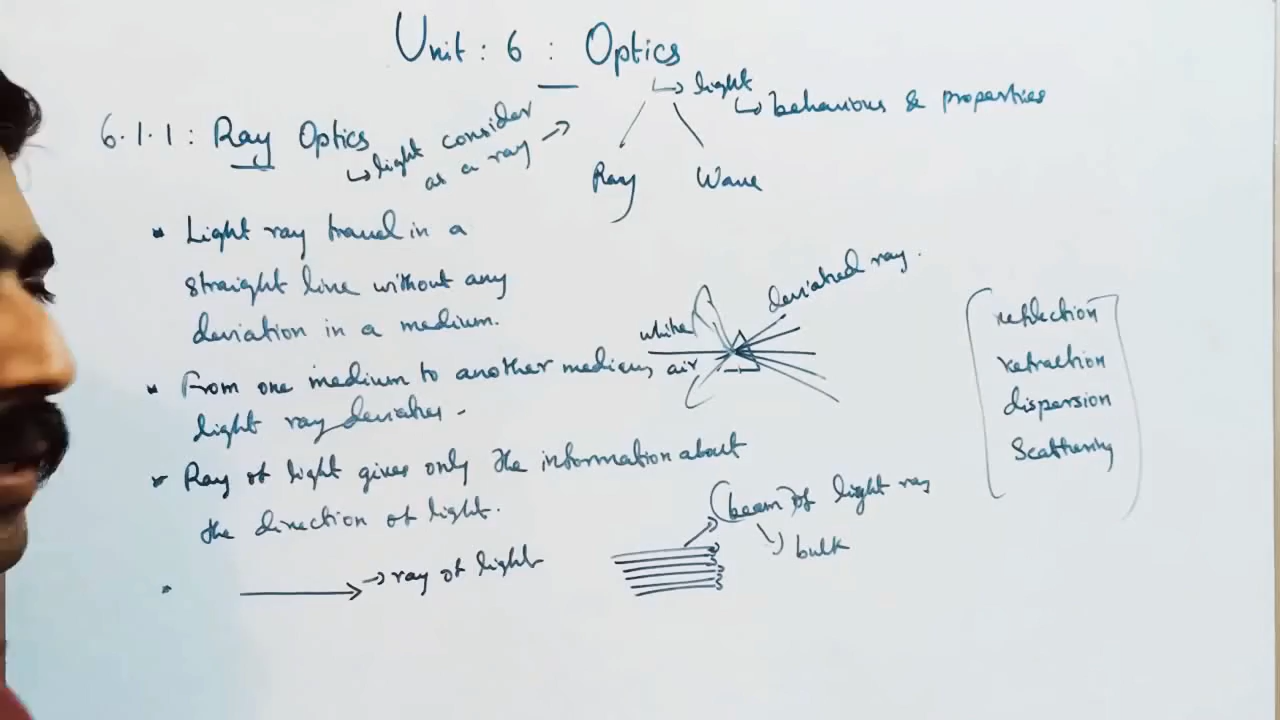 Unit : 6 : Optics
↳ light
↳ behaviours & properties
6.1.1 : Ray Optics
↳ light consider
as a ray →
Ray Wave
* Light ray travel in a
straight line without any
deviation in a medium.
deviated ray.
white
air
* From one medium to another medium,
light ray deviates.
* Ray of light gives only the information about
the direction of light.
reflection
refraction
dispersion
Scattering
(beam) of light ray
bulk
* → ray of light